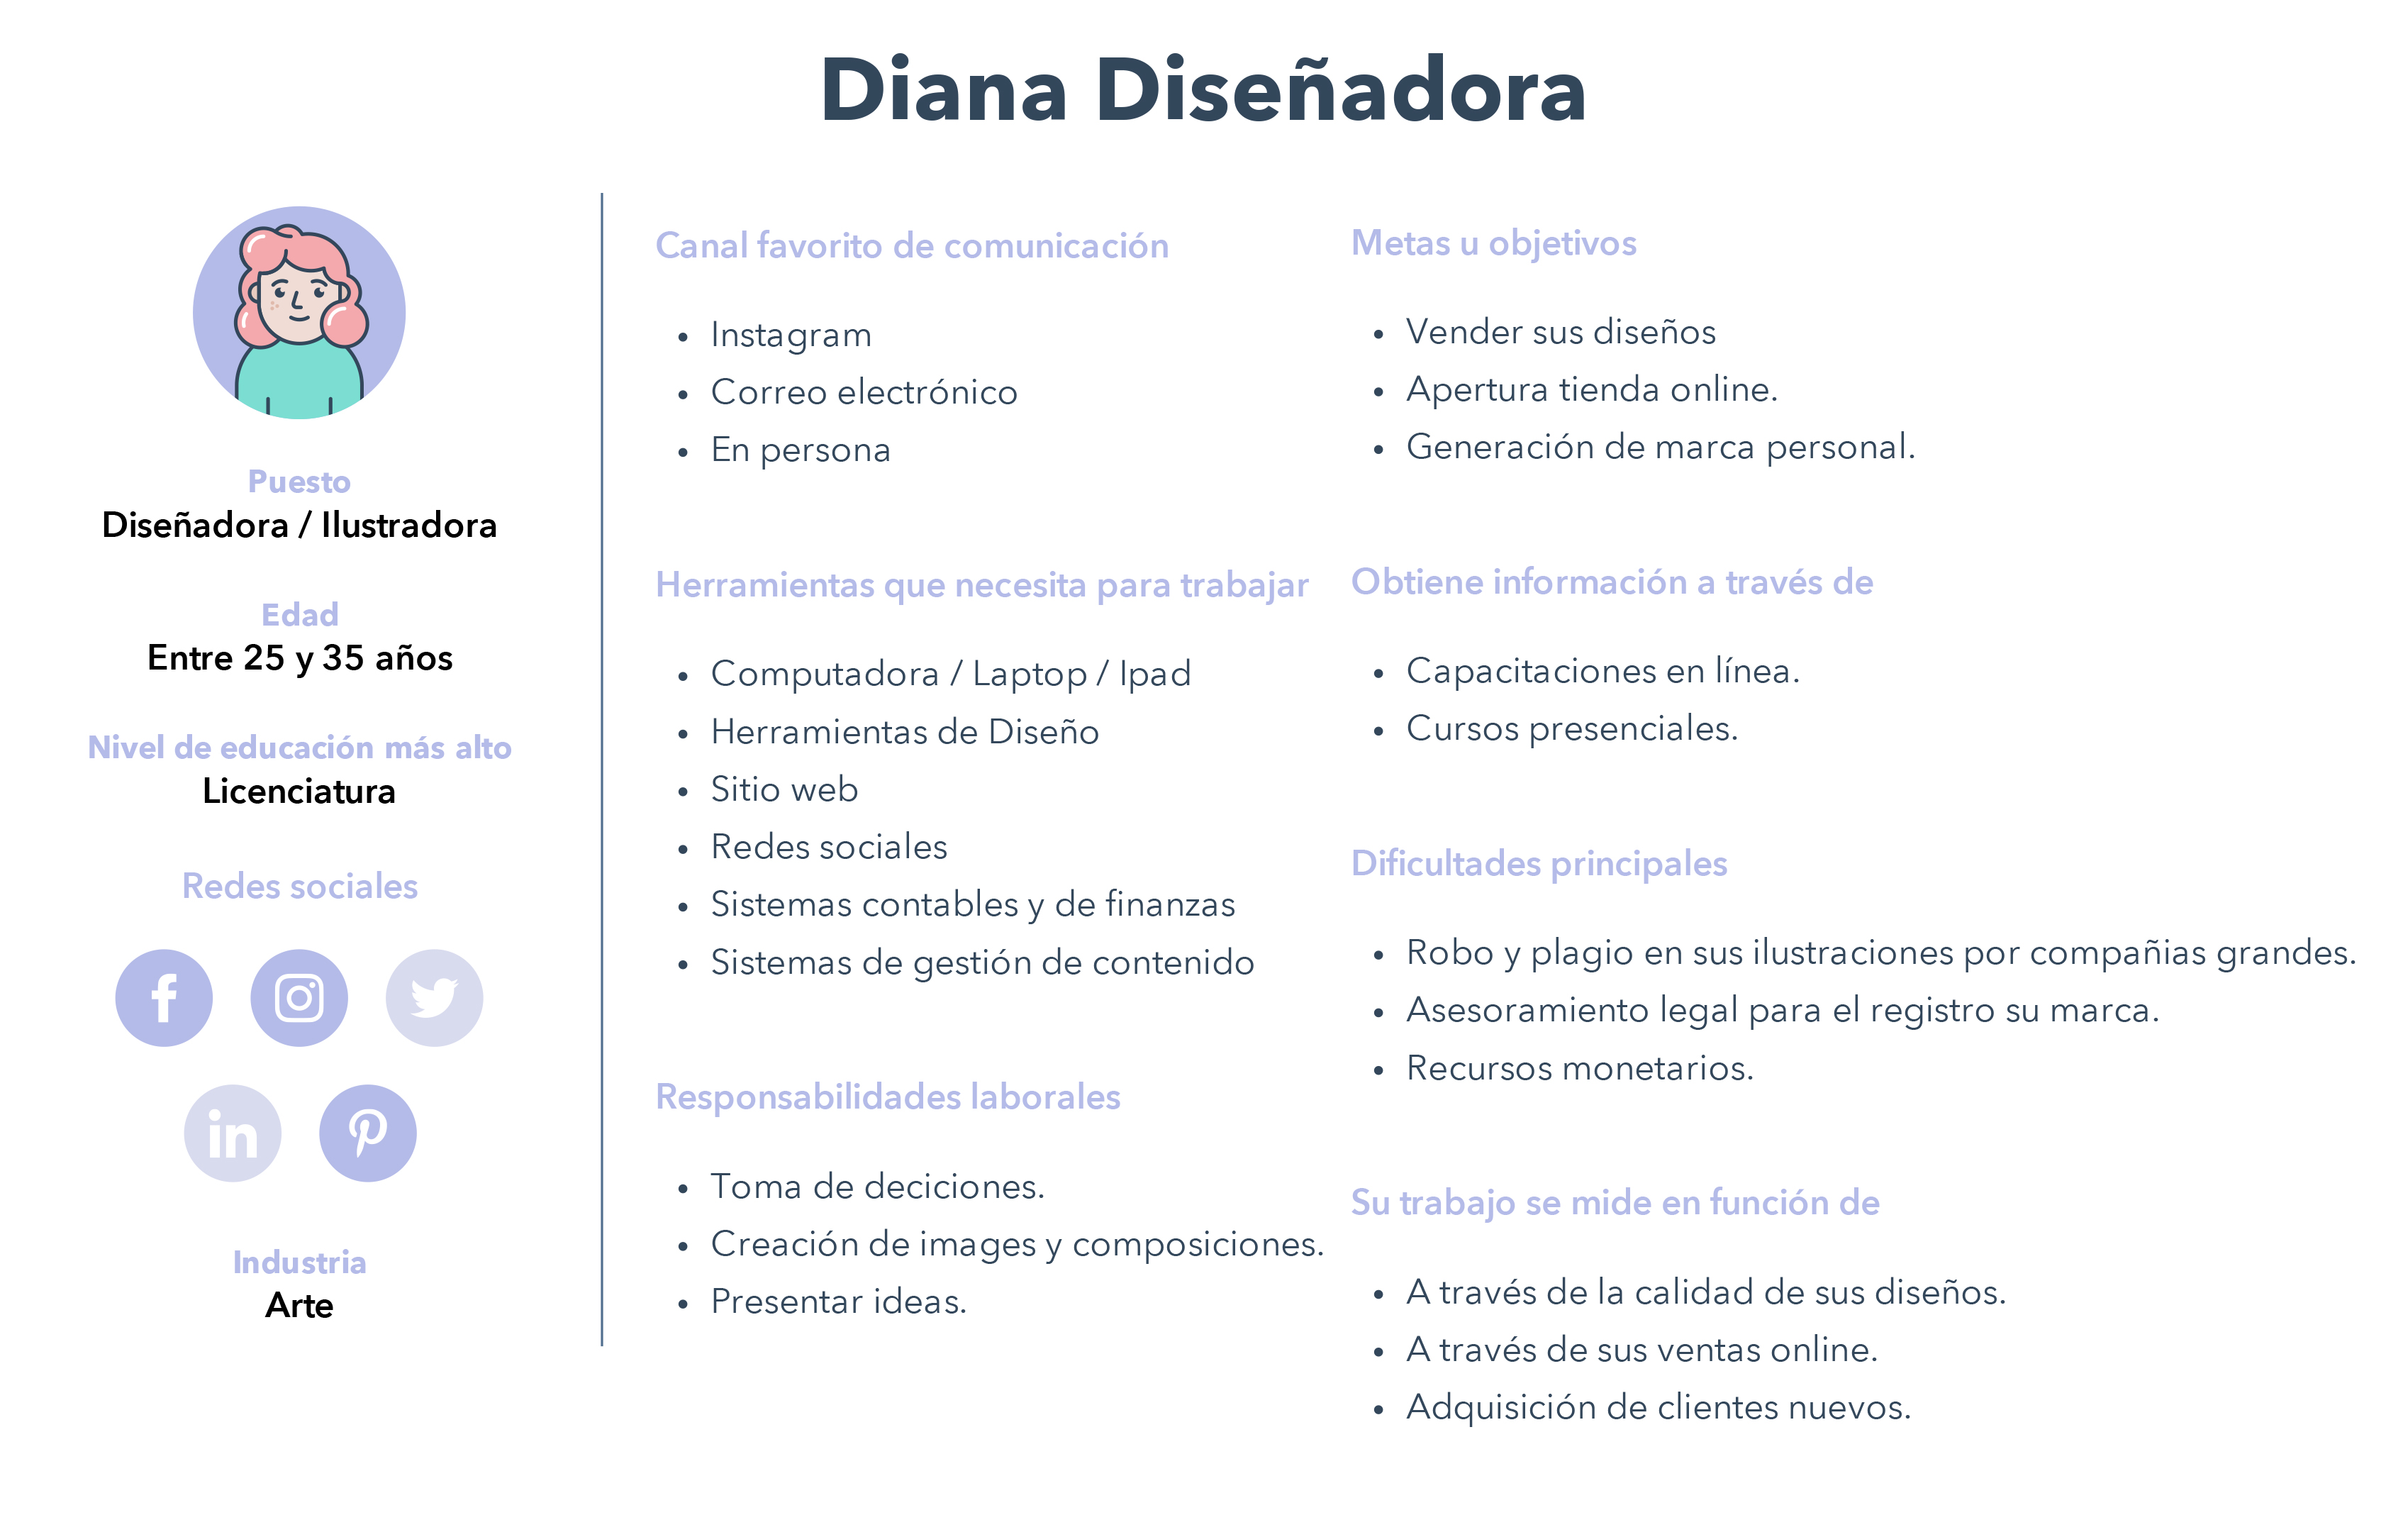 Diana Diseñadora
Puesto
Diseñadora / Ilustradora
Edad
Entre 25 y 35 años
Nivel de educación más alto
Licenciatura
Redes sociales
f
in
Industria
Arte
Canal favorito de comunicación
• Instagram
• Correo electrónico
• En persona
Herramientas que necesita para trabajar
• Computadora / Laptop / Ipad
• Herramientas de Diseño
• Sitio web
• Redes sociales
• Sistemas contables y de finanzas
• Sistemas de gestión de contenido
Responsabilidades laborales
• Toma de deciciones.
• Creación de images y composiciones.
• Presentar ideas.
Metas u objetivos
• Vender sus diseños
• Apertura tienda online.
• Generación de marca personal.
Obtiene información a través de
• Capacitaciones en línea.
• Cursos presenciales.
Dificultades principales
• Robo y plagio en sus ilustraciones por compañias grandes.
• Asesoramiento legal para el registro su marca.
• Recursos monetarios.
Su trabajo se mide en función de
• A través de la calidad de sus diseños.
• A través de sus ventas online.
• Adquisición de clientes nuevos.